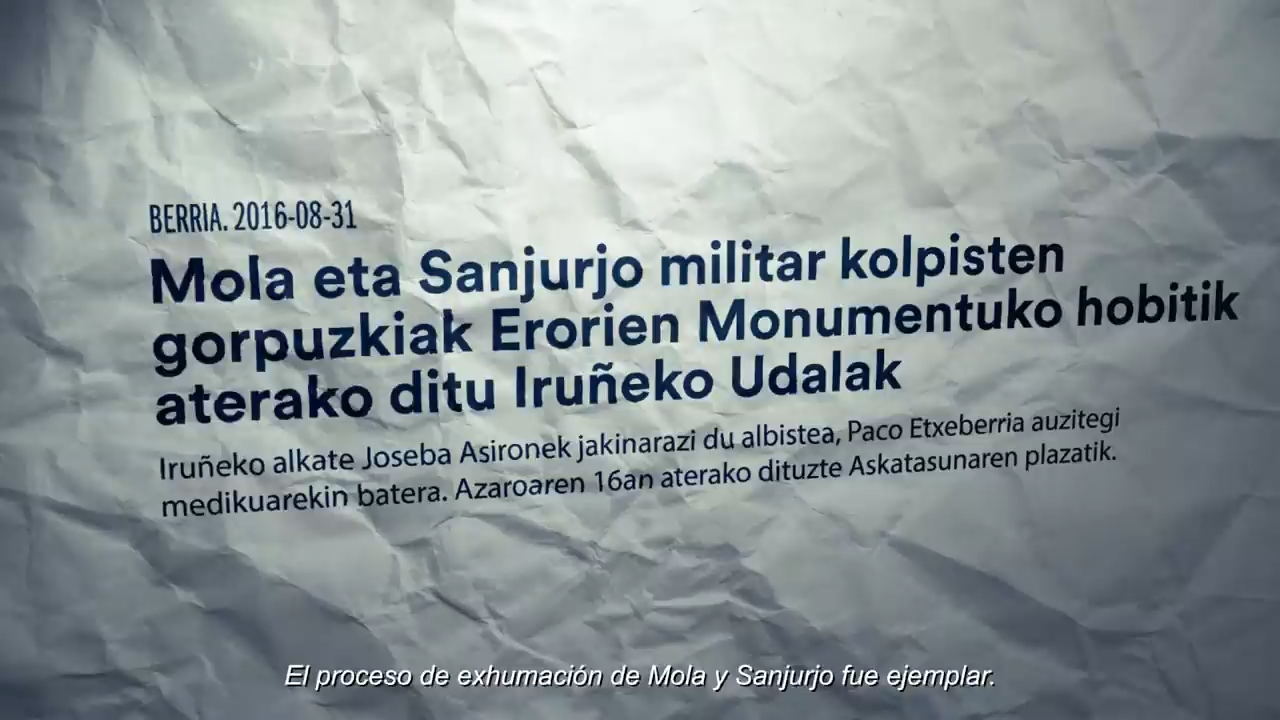 BERRIA. 2016-08-31
Mola eta Sanjurjo militar kolpisten
gorpuzkiak Erorien Monumentuko hobitik
aterako ditu Iruñeko Udalak
Iruñeko alkate Joseba Asironek jakinarazi du albistea, Paco Etxeberria auzitegi
medikuarekin batera. Azaroaren 16an aterako dituzte Askatasunaren plazatik.
El proceso de exhumación de Mola y Sanjurjo fue ejemplar.